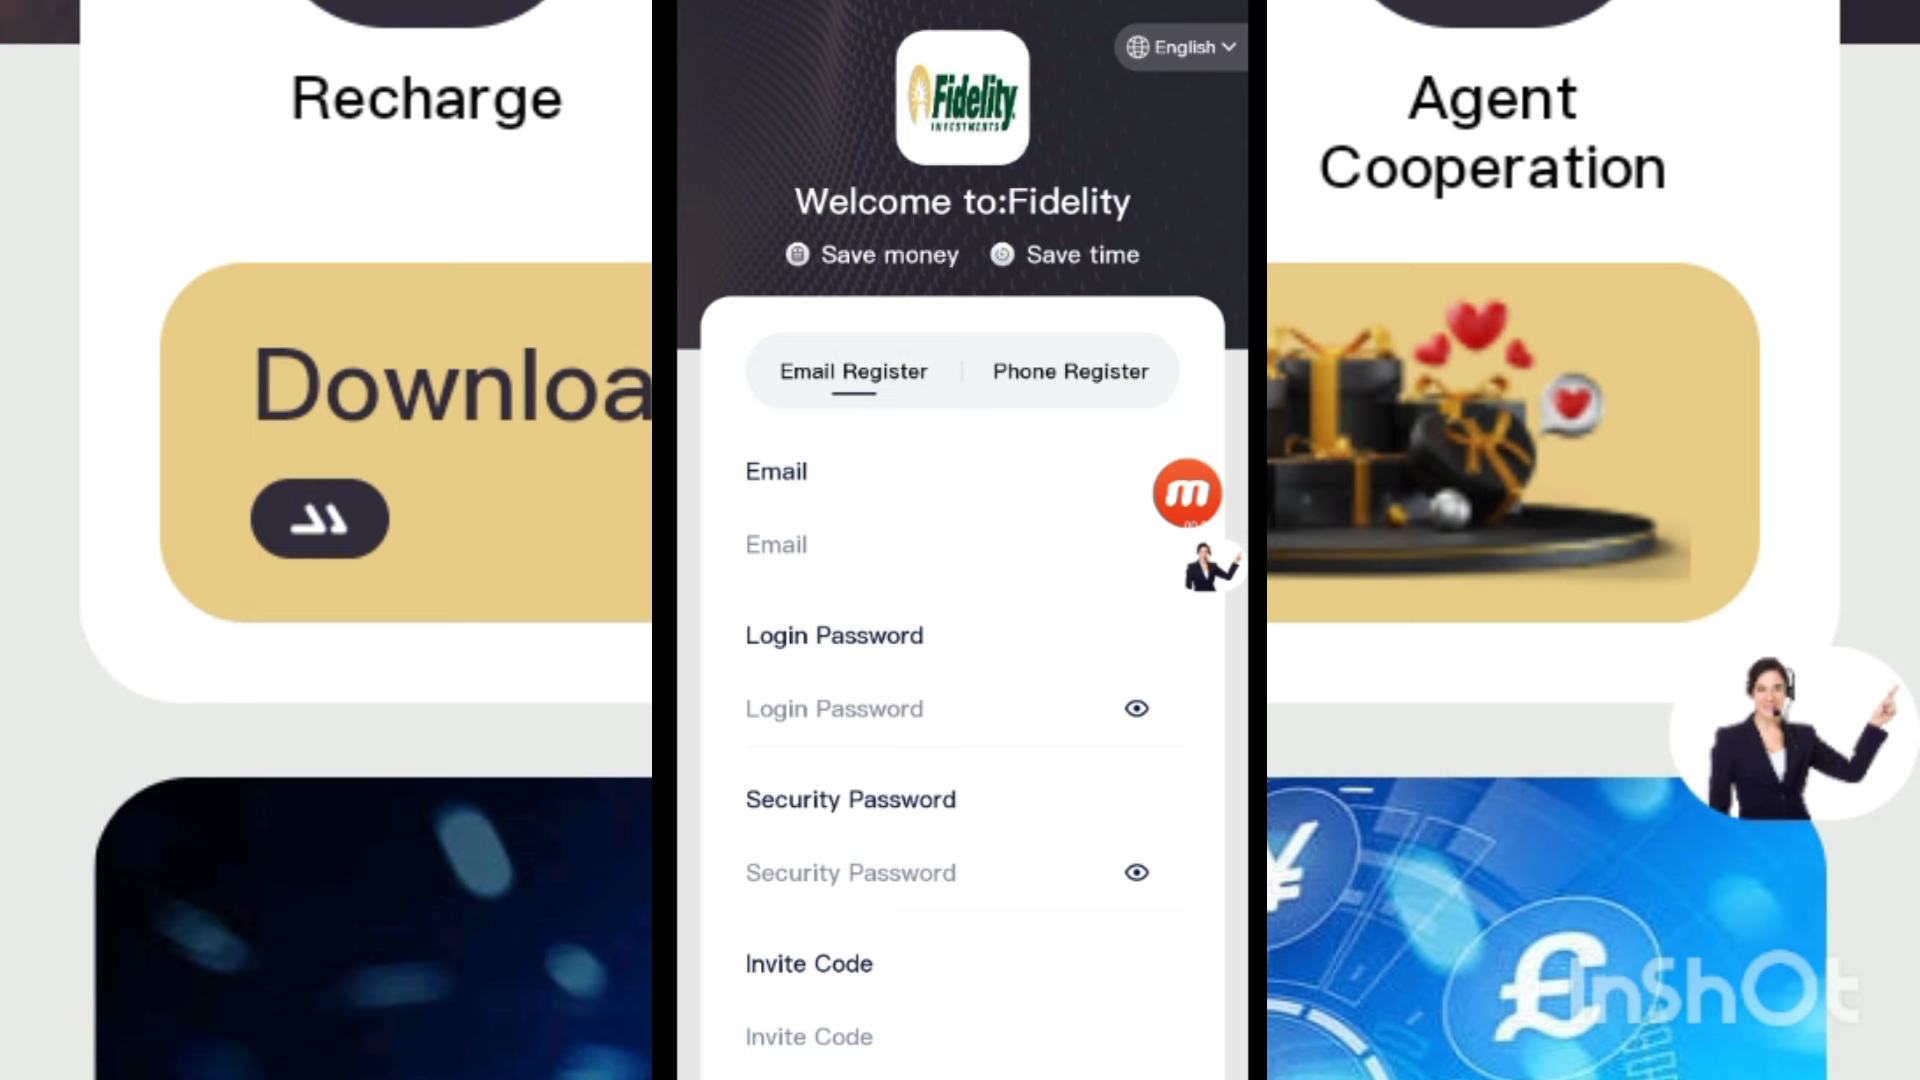 Recharge
Downloa
Fidelity
INVESTMENTS
English
Welcome to:Fidelity
Save money
Save time
Email Register
Phone Register
Email
Email
Login Password
Login Password
Security Password
Security Password
Invite Code
Invite Code
Agent
Cooperation
¥
£
InShOt